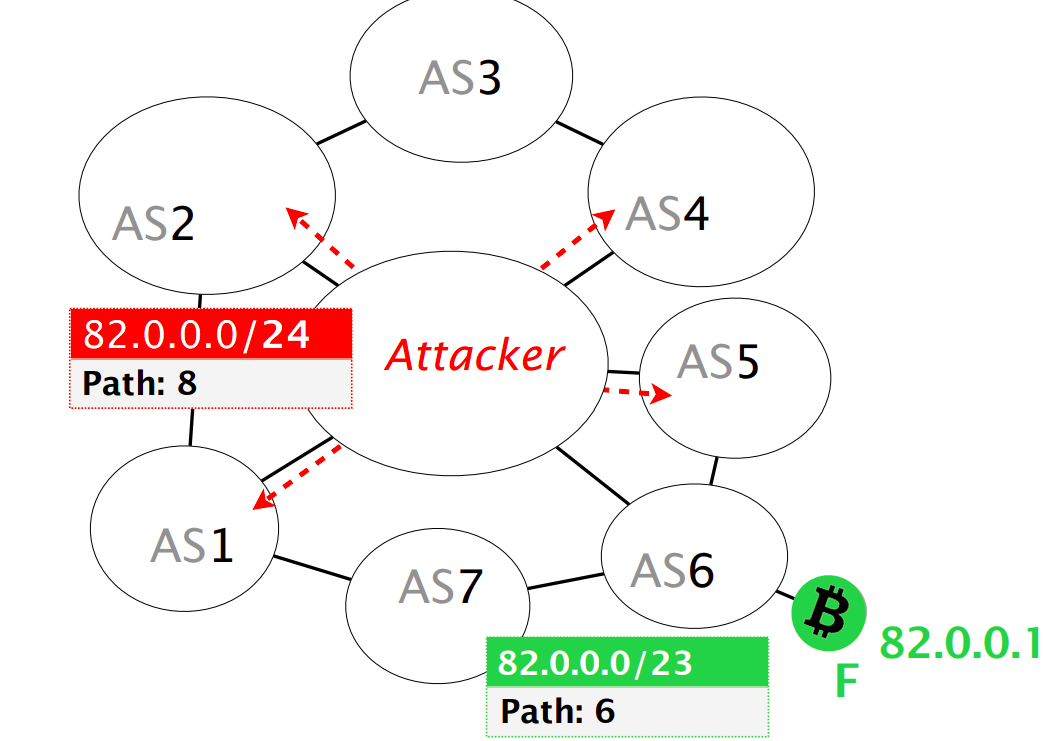 AS3
AS2
AS4
82.0.0.0/24
Path: 8
Attacker
AS5
AS1
AS7
AS6
82.0.0.0/23
Path: 6
82.0.0.1
F